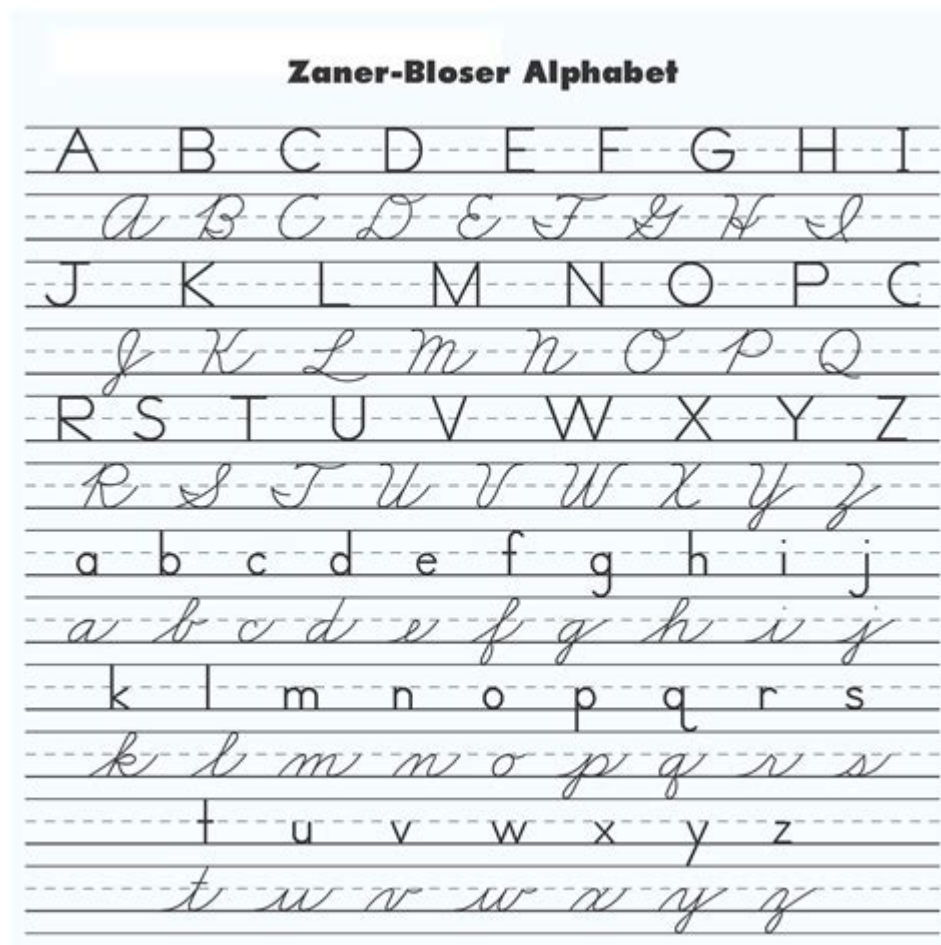 Zaner-Bloser Alphabet
A B C D E F G H I
A B C D E F G H I
J K L M N O P C
J K L M N O P Q
R S T U V W X Y Z
R S T U V W X Y Z
a b c d e f g h i j
a b c d e f g h i j
k l m n o p q r s
k l m n o p q r s
t u v w x y z
t u v w x y z